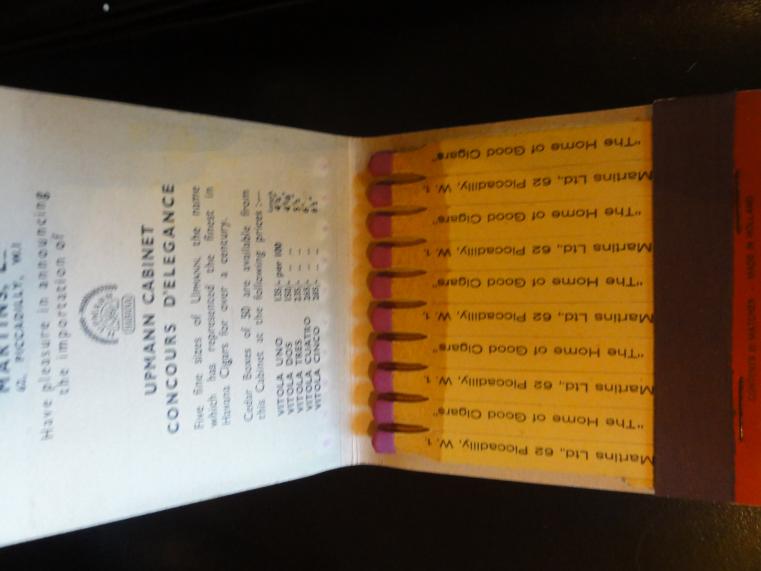 MARTINS, L
62, PICCADILLY, W.1
Have pleasure in announcing
the importation of
UPMANN CABINET
CONCOURS D'ELEGANCE
Five fine sizes of UPMANN, the name
which has represented the finest in
Havana Cigars for over a century.
Cedar Boxes of 50 are available from
this Cabinet at the following prices :—
VITOLA UNO per 100
VITOLA DOS
VITOLA TRES
VITOLA CUATRO
VITOLA CINCO
"The Home of Good Cigars"
Martins Ltd., 62 Piccadilly, W. 1.
"The Home of Good Cigars"
Martins Ltd., 62 Piccadilly, W. 1.
"The Home of Good Cigars"
Martins Ltd., 62 Piccadilly, W. 1.
"The Home of Good Cigars"
Martins Ltd., 62 Piccadilly, W. 1.
"The Home of Good Cigars"
Martins Ltd., 62 Piccadilly, W. 1.
CONTENTS 20 MATCHES MADE IN HOLLAND